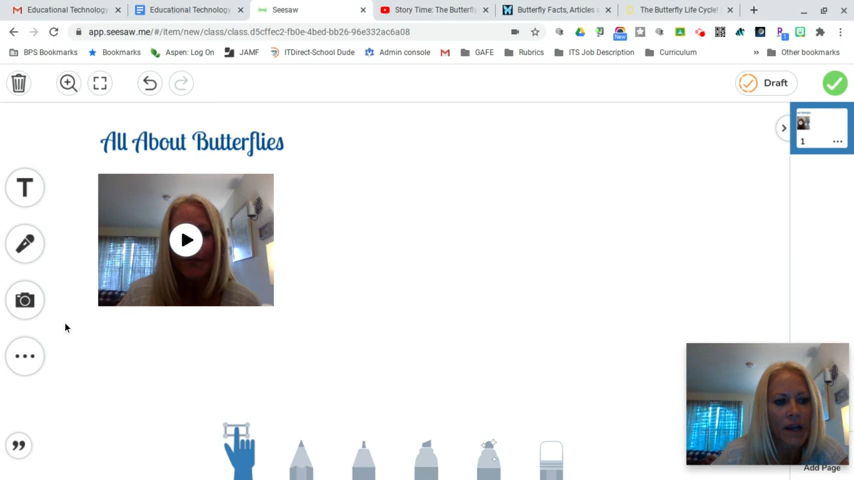 Educational Technology
Educational Technology
Seesaw
Story Time: The Butterfl
Butterfly Facts, Articles
The Butterfly Life Cycle!
app.seesaw.me/#/item/new/class/class.d5cffec2-fb0e-4bed-bb26-96e332ac6a08
New
BPS Bookmarks
Bookmarks
Aspen: Log On
JAMF
ITDirect-School Dude
Admin console
GAFE
Rubrics
ITS Job Description
Curriculum
Other bookmarks
Draft
All About Butterflies
1
T
Add Page